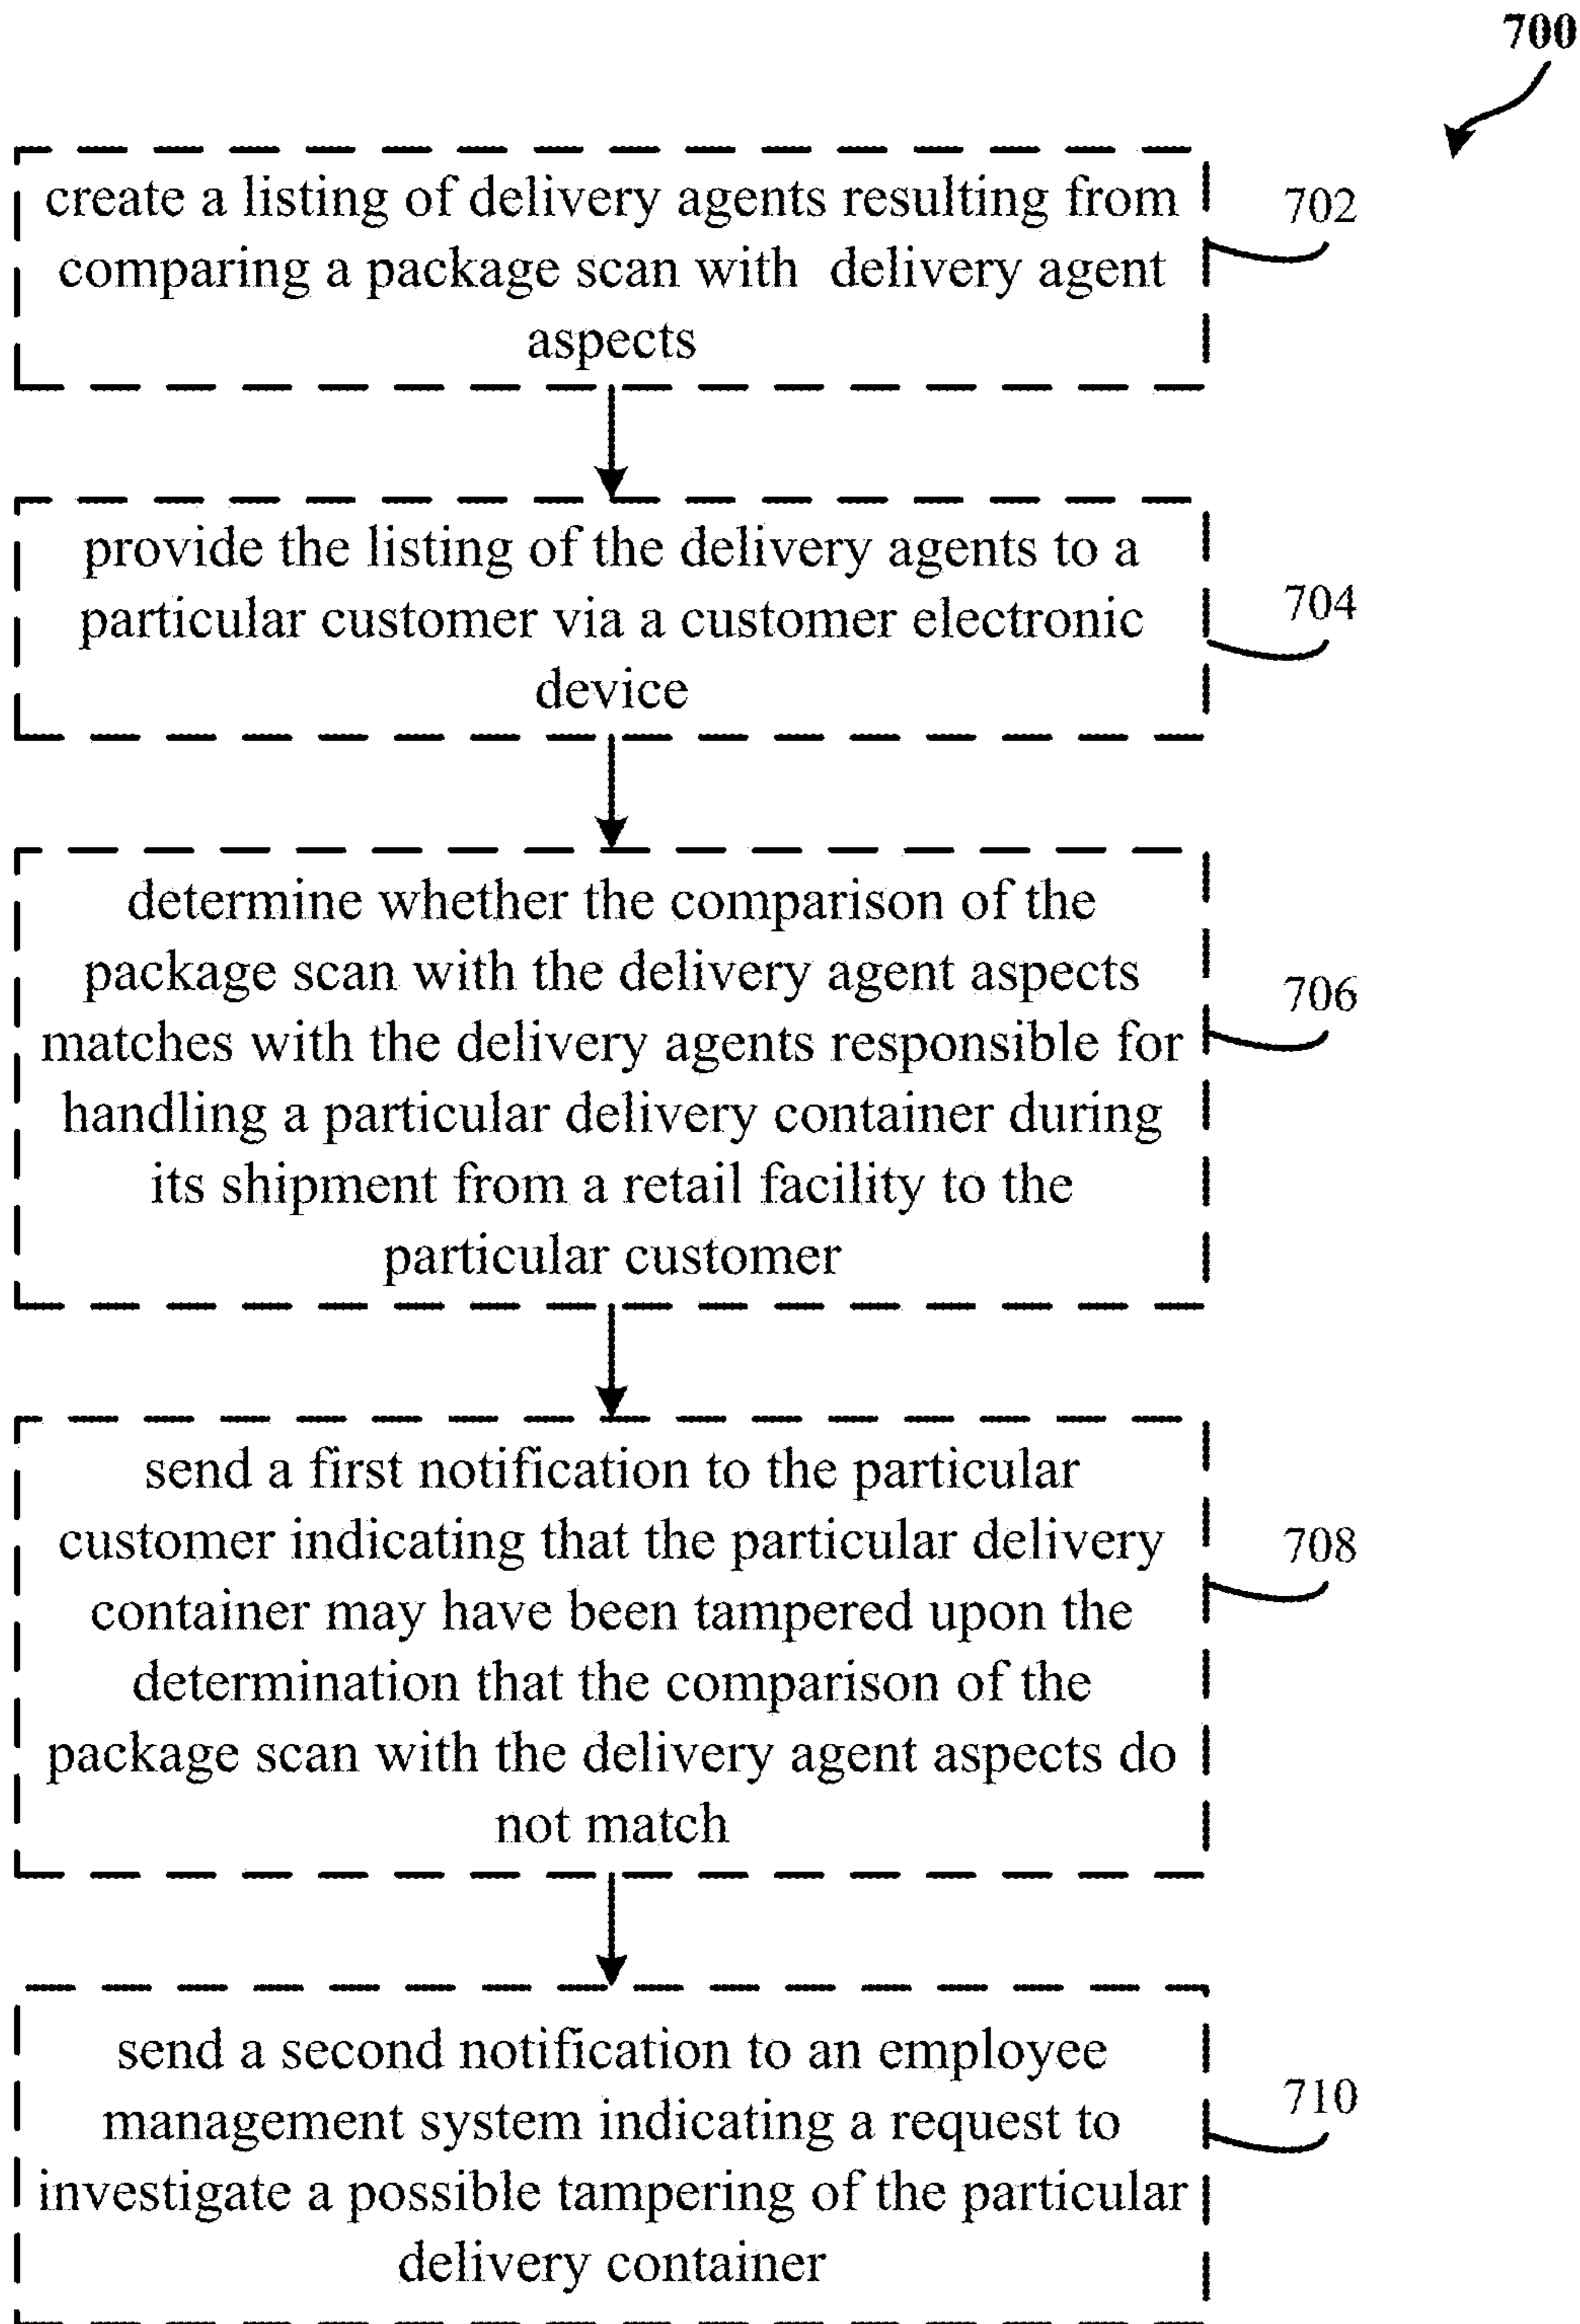 700
create a listing of delivery agents resulting from
comparing a package scan with delivery agent
aspects
702
provide the listing of the delivery agents to a
particular customer via a customer electronic
device
704
determine whether the comparison of the
package scan with the delivery agent aspects
matches with the delivery agents responsible for
handling a particular delivery container during
its shipment from a retail facility to the
particular customer
706
send a first notification to the particular
customer indicating that the particular delivery
container may have been tampered upon the
determination that the comparison of the
package scan with the delivery agent aspects do
not match
708
send a second notification to an employee
management system indicating a request to
investigate a possible tampering of the particular
delivery container
710